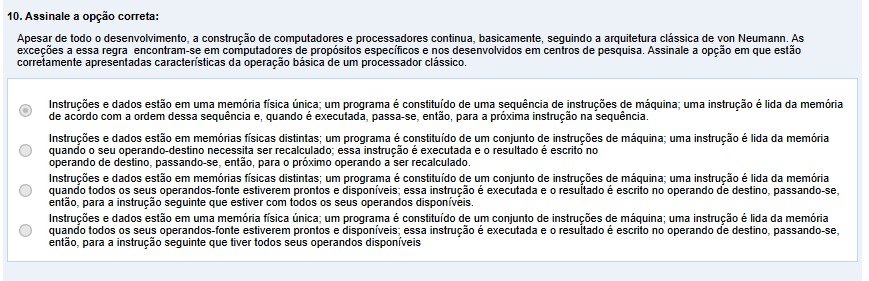 10. Assinale a opção correta:
Apesar de todo o desenvolvimento, a construção de computadores e processadores continua, basicamente, seguindo a arquitetura clássica de von Neumann. As
exceções a essa regra encontram-se em computadores de propósitos específicos e nos desenvolvidos em centros de pesquisa. Assinale a opção em que estão
corretamente apresentadas características da operação básica de um processador clássico.
Instruções e dados estão em uma memória física única; um programa é constituído de uma sequência de instruções de máquina; uma instrução é lida da memória
de acordo com a ordem dessa sequência e, quando é executada, passa-se, então, para a próxima instrução na sequência.
Instruções e dados estão em memórias físicas distintas; um programa é constituído de um conjunto de instruções de máquina; uma instrução é lida da memória
quando o seu operando-destino necessita ser recalculado; essa instrução é executada e o resultado é escrito no
operando de destino, passando-se, então, para o próximo operando a ser recalculado.
Instruções e dados estão em memórias físicas distintas; um programa é constituído de um conjunto de instruções de máquina; uma instrução é lida da memória
quando todos os seus operandos-fonte estiverem prontos e disponíveis; essa instrução é executada e o resultado é escrito no operando de destino, passando-se,
então, para a instrução seguinte que estiver com todos os seus operandos disponíveis.
Instruções e dados estão em uma memória física única; um programa é constituído de um conjunto de instruções de máquina; uma instrução é lida da memória
quando todos os seus operandos-fonte estiverem prontos e disponíveis; essa instrução é executada e o resultado é escrito no operando de destino, passando-se,
então, para a instrução seguinte que tiver todos seus operandos disponíveis